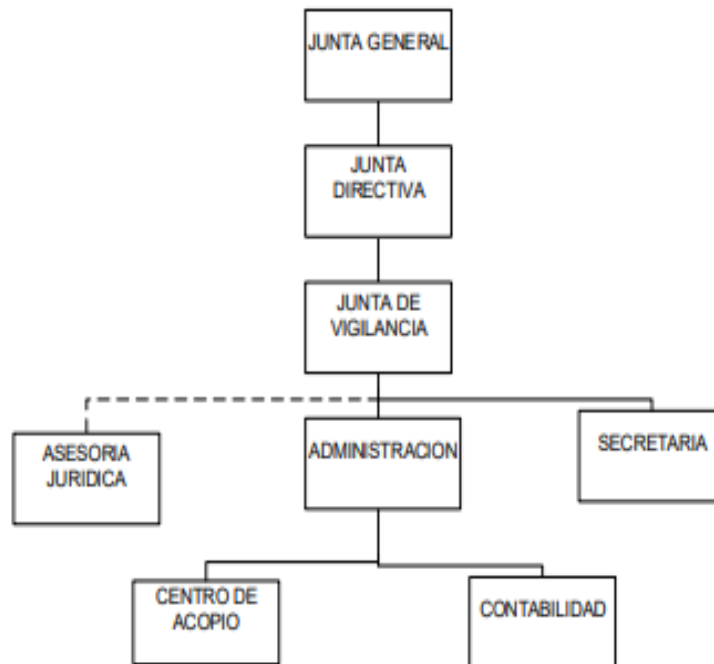 JUNTA GENERAL
JUNTA
DIRECTIVA
JUNTA DE
VIGILANCIA
ASESORIA
JURIDICA
ADMINISTRACION
SECRETARIA
CENTRO DE
ACOPIO
CONTABILIDAD